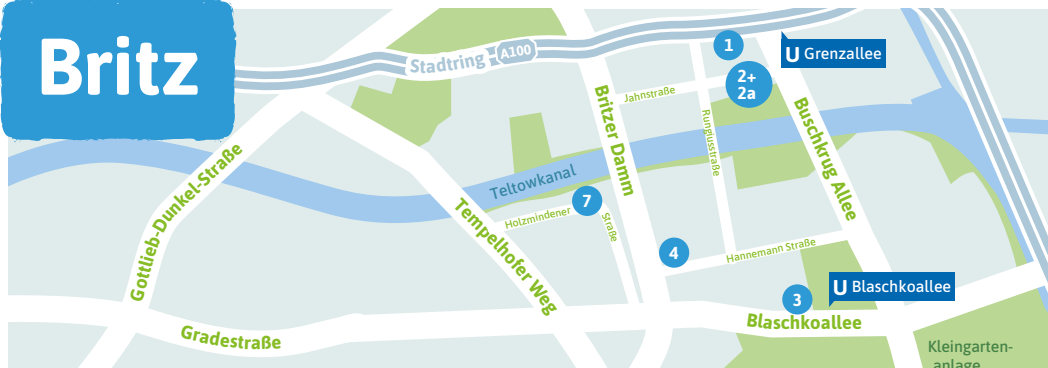 Britz
Stadtring
A100
1
U Grenzallee
2+
2a
Jahnstraße
Britzer Damm
Rungiusstraße
Buschkrug Allee
Gottlieb-Dunkel-Straße
Teltowkanal
7
Holzmindener
Straße
Tempelhofer Weg
4
Hannemann Straße
U Blaschkoallee
3
Blaschkoallee
Gradestraße
Kleingarten-
anlage